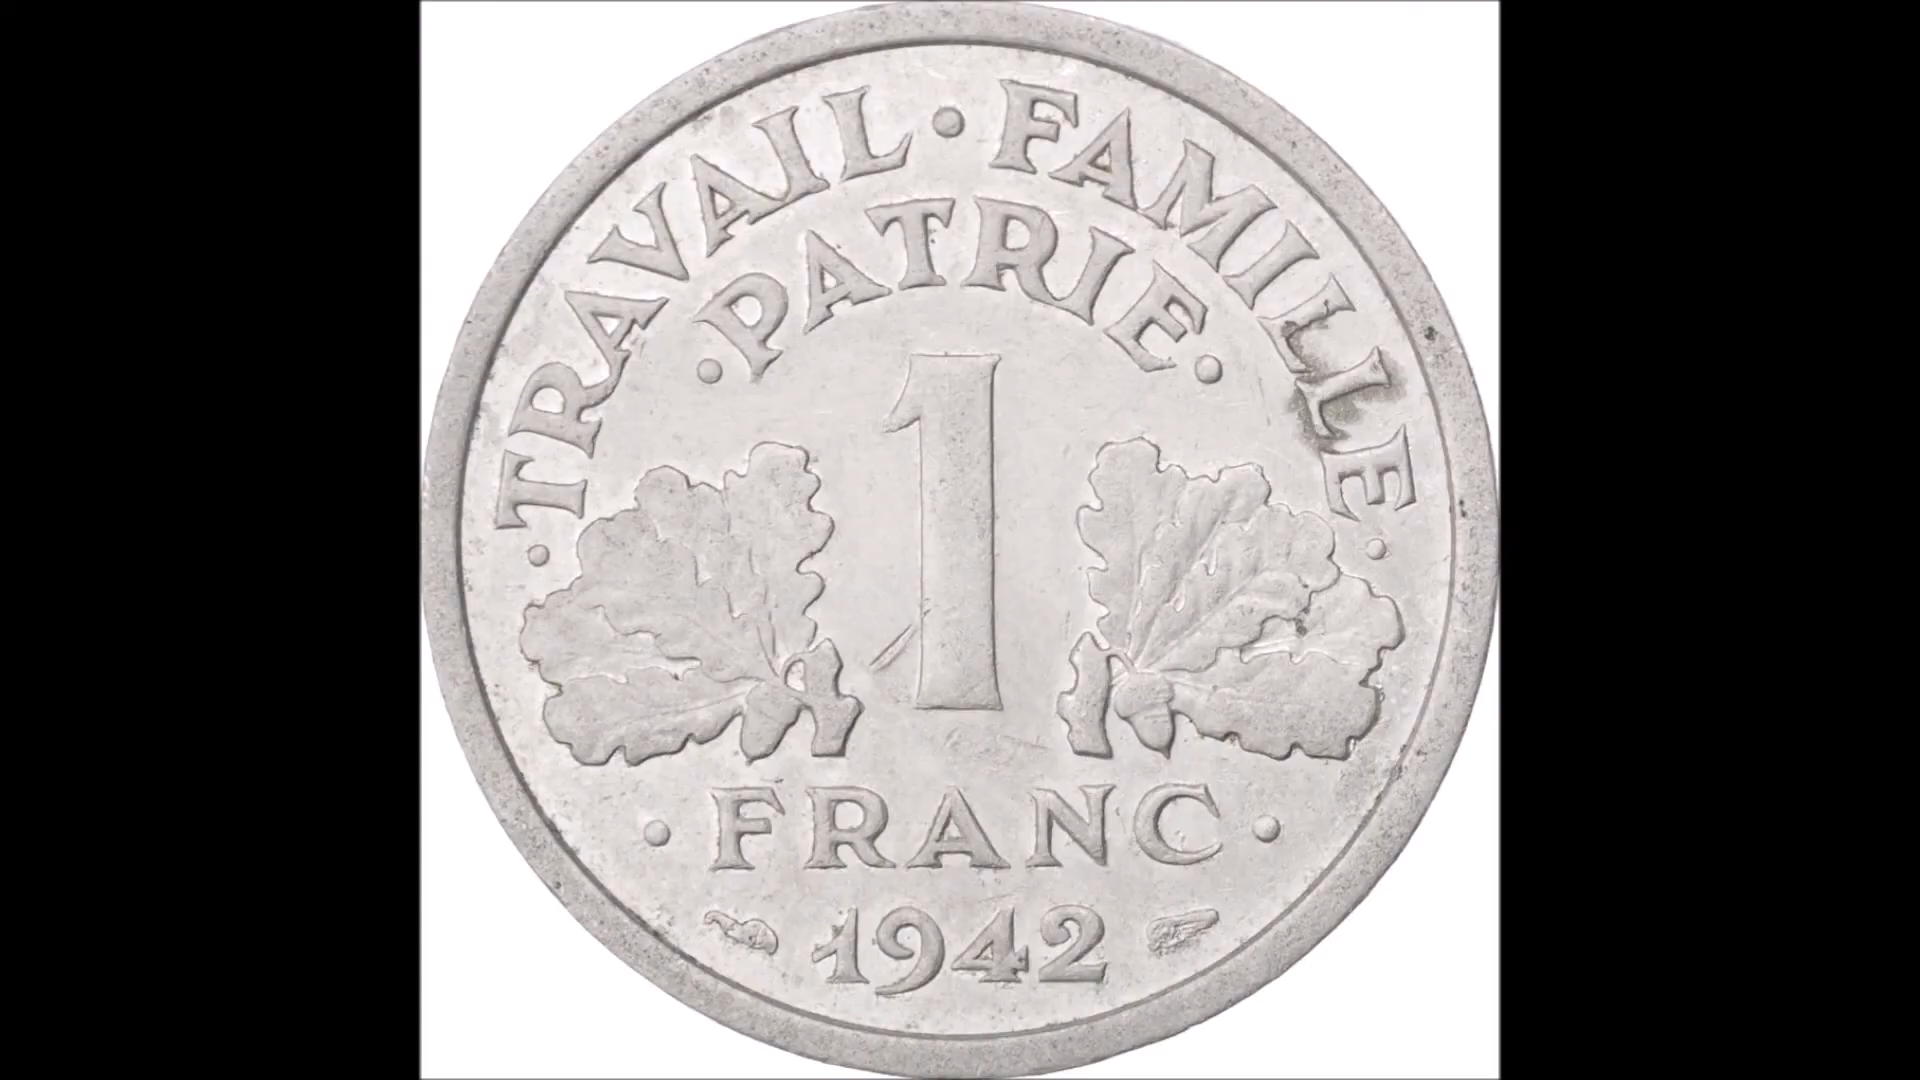 · TRAVAIL · FAMILLE ·
· PATRIE ·
1
· FRANC ·
1942